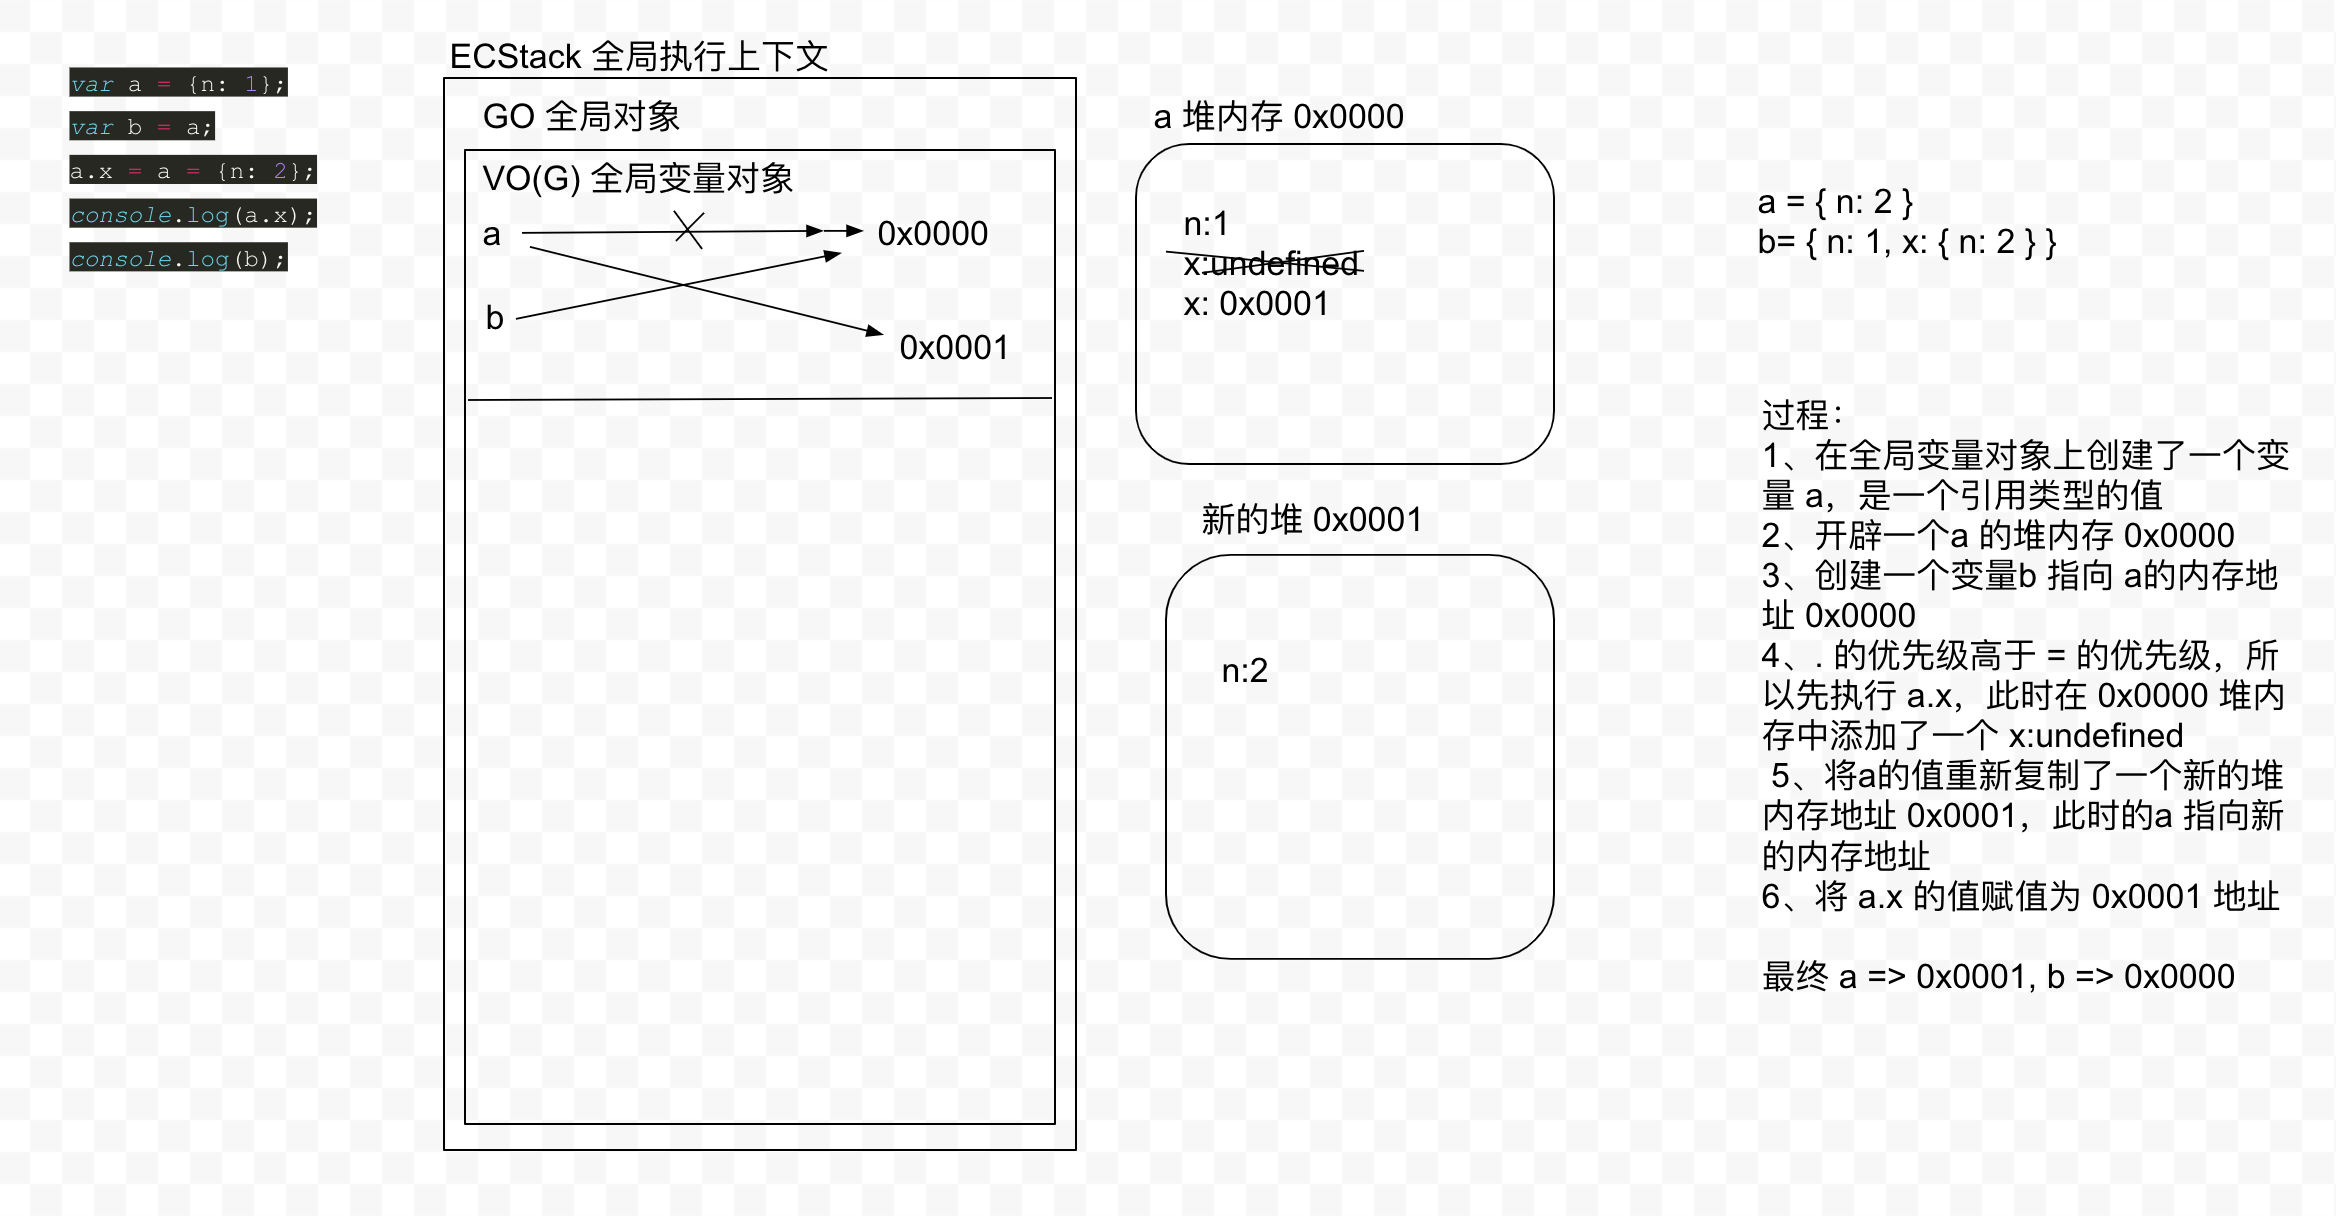 var a = {n: 1};
var b = a;
a.x = a = {n: 2};
console.log(a.x);
console.log(b);
ECStack 全局执行上下文
GO 全局对象
VO(G) 全局变量对象
a
0x0000
b
0x0001
a 堆内存 0x0000
n:1
x:undefined
x: 0x0001
新的堆 0x0001
n:2
a = { n: 2 }
b= { n: 1, x: { n: 2 } }
过程：
1、在全局变量对象上创建了一个变
量 a，是一个引用类型的值
2、开辟一个a 的堆内存 0x0000
3、创建一个变量b 指向 a的内存地
址 0x0000
4、. 的优先级高于 = 的优先级，所
以先执行 a.x，此时在 0x0000 堆内
存中添加了一个 x:undefined
5、将a的值重新复制了一个新的堆
内存地址 0x0001，此时的a 指向新
的内存地址
6、将 a.x 的值赋值为 0x0001 地址
最终 a => 0x0001, b => 0x0000